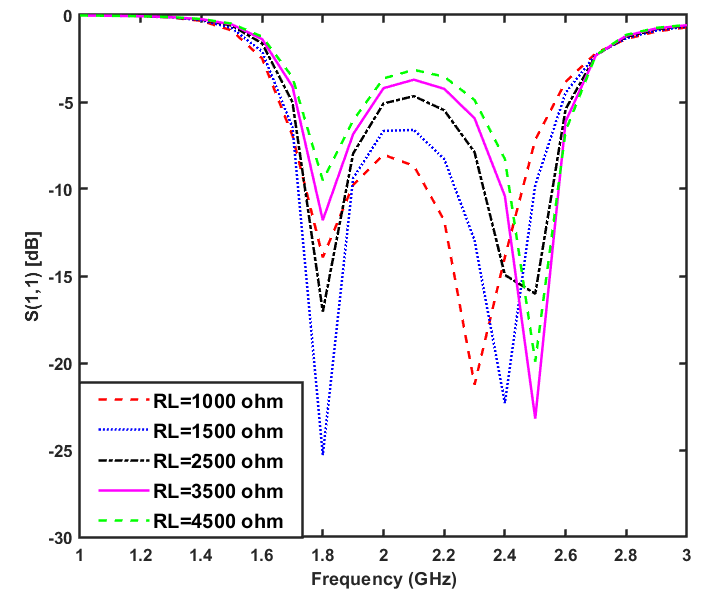 0
-5
-10
-15
-20
-25
-30
S(1,1) [dB]
RL=1000 ohm
RL=1500 ohm
RL=2500 ohm
RL=3500 ohm
RL=4500 ohm
1 1.2 1.4 1.6 1.8 2 2.2 2.4 2.6 2.8 3
Frequency (GHz)